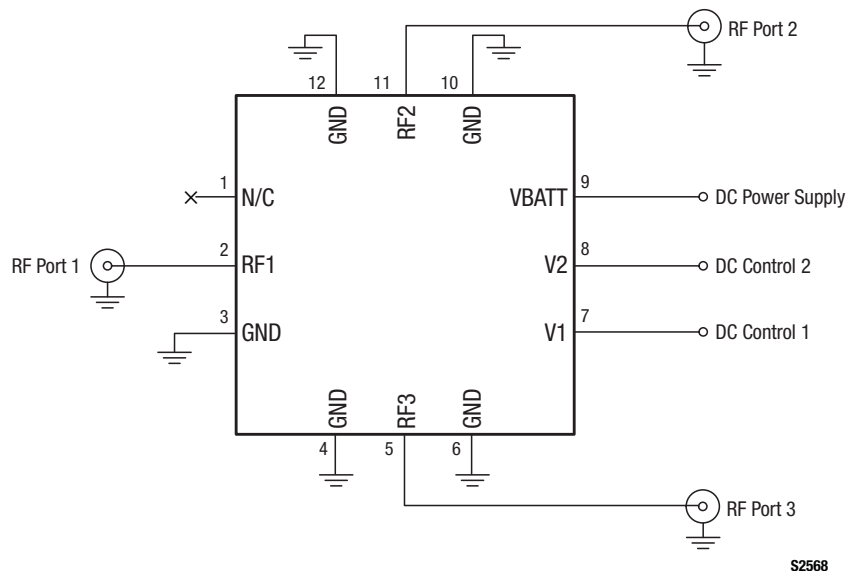 RF Port 2
12
11
10
GND
RF2
GND
1
N/C
VBATT
9
DC Power Supply
RF Port 1
2
RF1
V2
8
DC Control 2
3
GND
V1
7
DC Control 1
GND
RF3
GND
4
5
6
RF Port 3
S2568